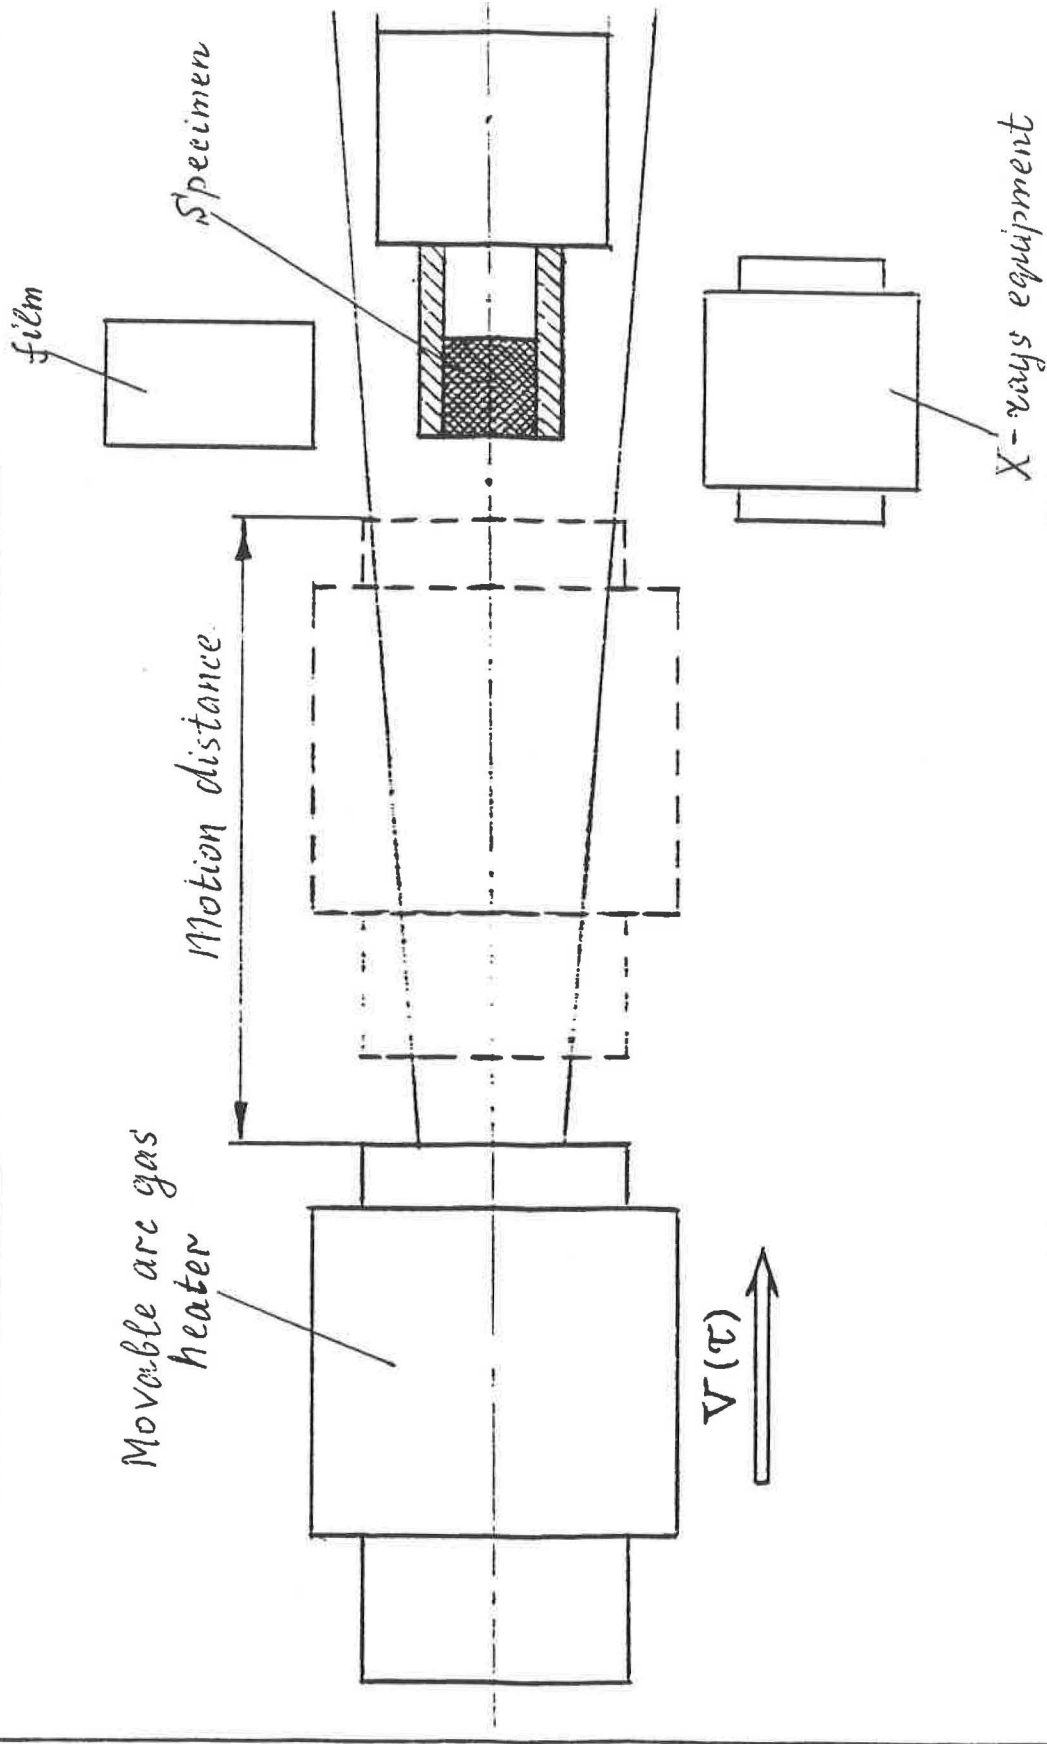 film
Specimen
Motion distance
Movable arc gas
heater
V(τ)
X-rays equipment